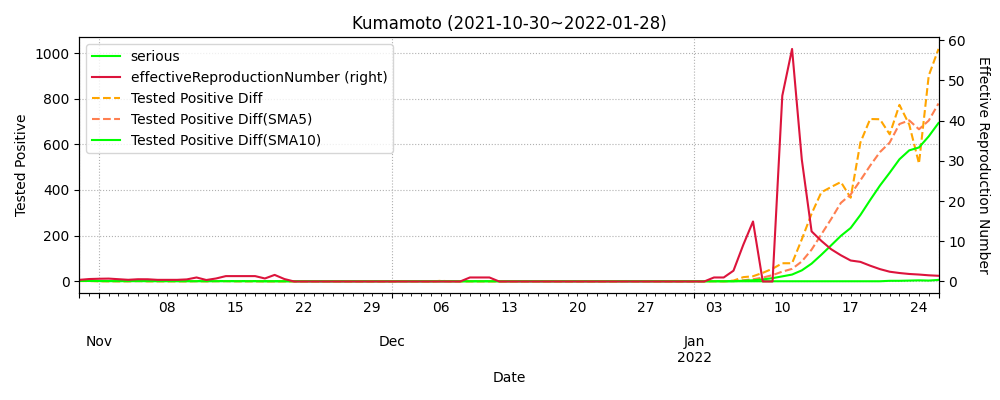 Kumamoto (2021-10-30~2022-01-28)
serious
effectiveReproductionNumber (right)
Tested Positive Diff
Tested Positive Diff(SMA5)
Tested Positive Diff(SMA10)
Tested Positive
1000
800
600
400
200
0
Effective Reproduction Number
60
50
40
30
20
10
0
08 15 22 29 06 13 20 27 03 10 17 24
Nov Dec Jan
2022
Date